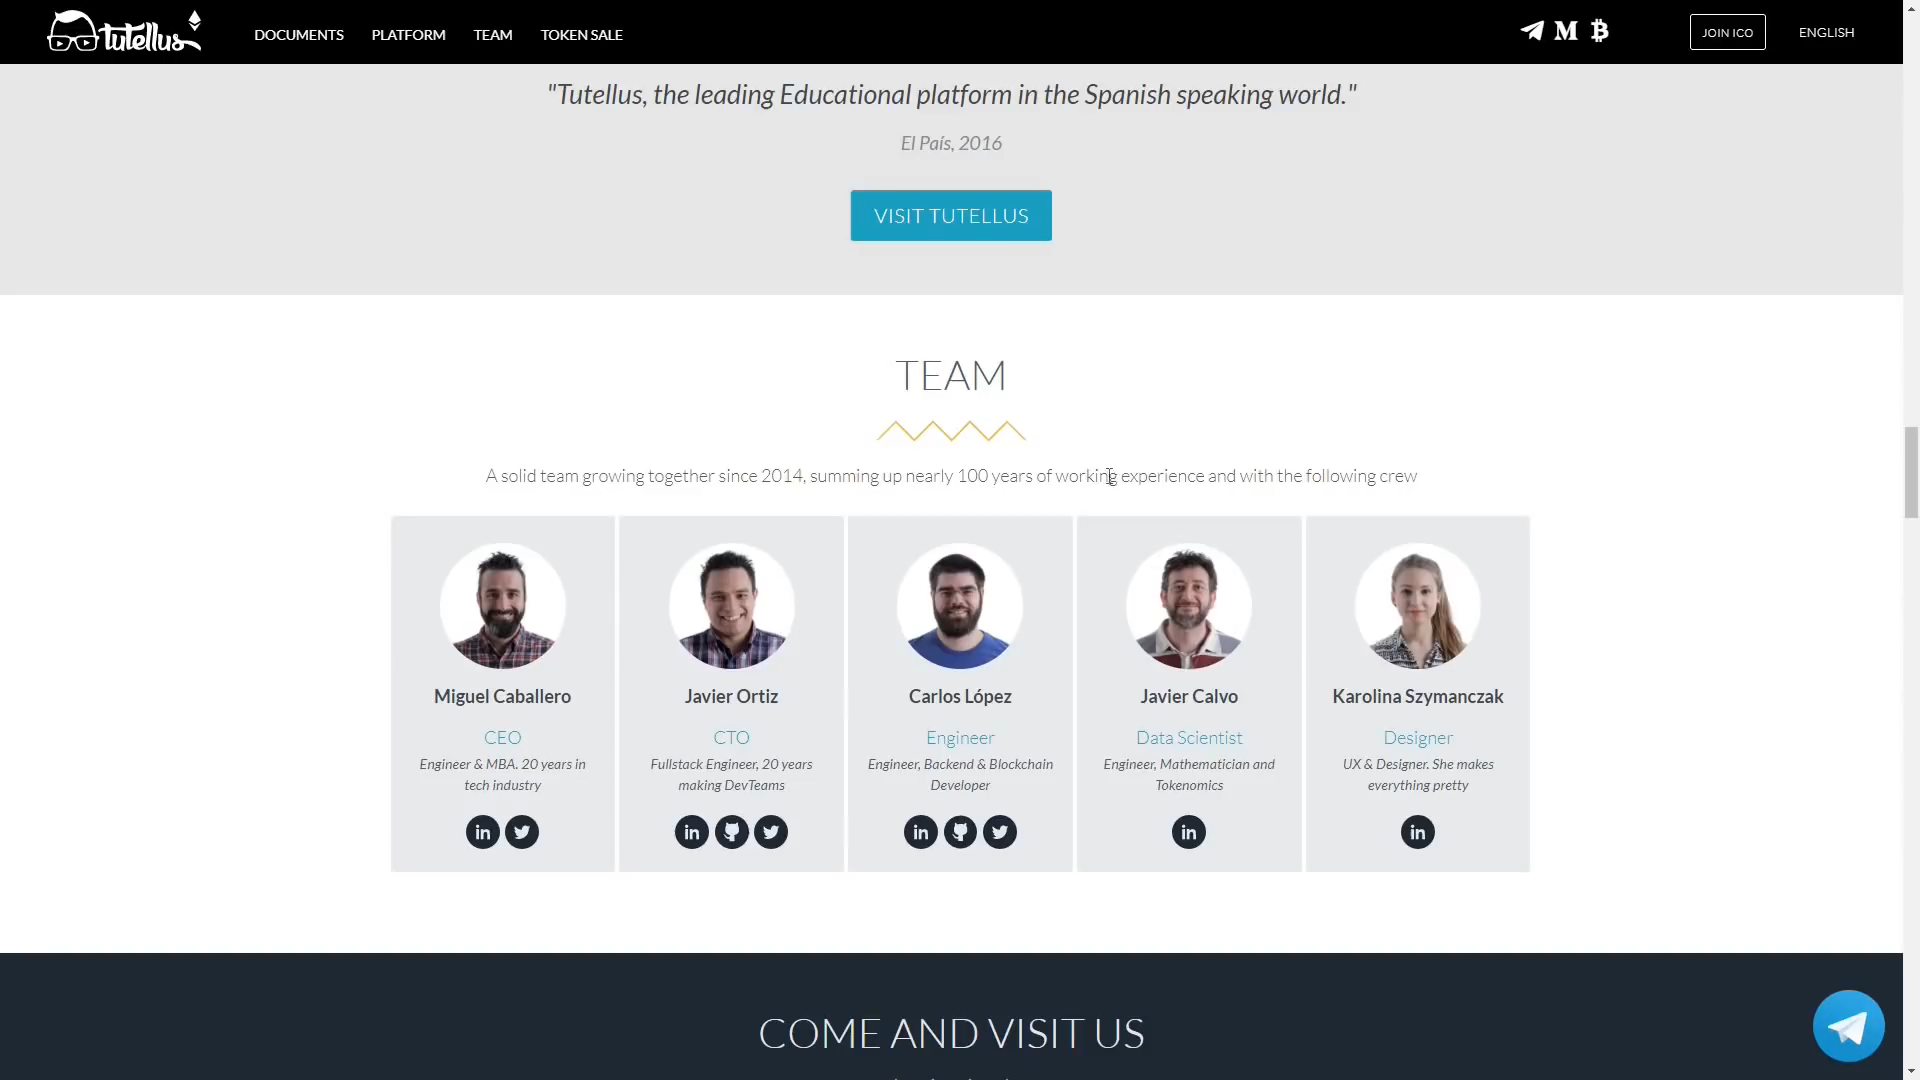 tutellus
DOCUMENTS PLATFORM TEAM TOKEN SALE
JOIN ICO
ENGLISH
"Tutellus, the leading Educational platform in the Spanish speaking world."
El País, 2016
VISIT TUTELLUS
TEAM
A solid team growing together since 2014, summing up nearly 100 years of working experience and with the following crew
Miguel Caballero
CEO
Engineer & MBA. 20 years in
tech industry
Javier Ortiz
CTO
Fullstack Engineer, 20 years
making DevTeams
Carlos López
Engineer
Engineer, Backend & Blockchain
Developer
Javier Calvo
Data Scientist
Engineer, Mathematician and
Tokenomics
Karolina Szymanczak
Designer
UX & Designer. She makes
everything pretty
COME AND VISIT US